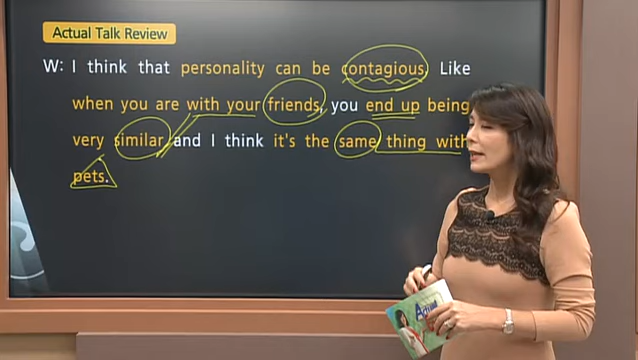 Actual Talk Review
W: I think that personality can be contagious. Like
when you are with your friends, you end up being
very similar and I think it's the same thing with
pets.
Actual